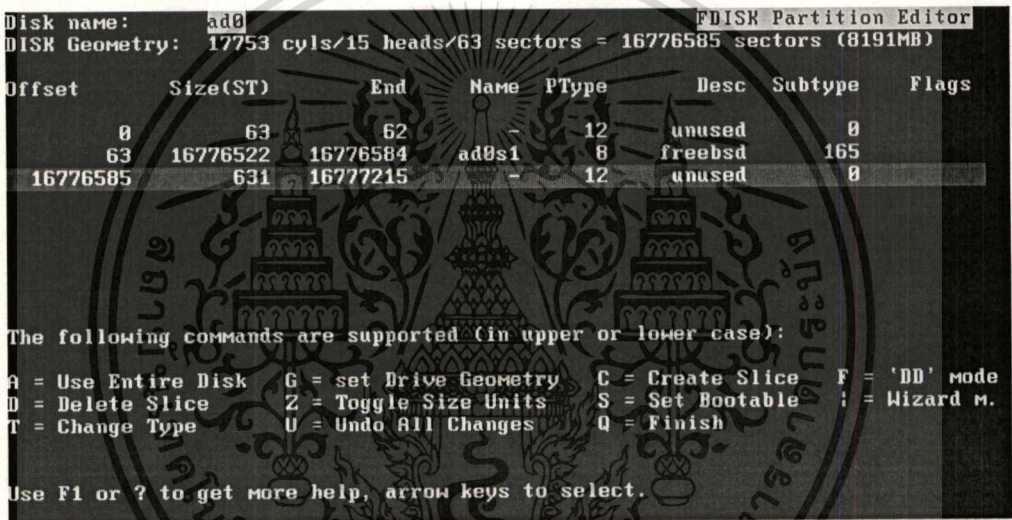 Disk name: ad0 FDISK Partition Editor
DISK Geometry: 17753 cyls/15 heads/63 sectors = 16776585 sectors (8191MB)
Offset Size(ST) End Name PType Desc Subtype Flags
0 63 62 - 12 unused 0
63 16776522 16776584 ad0s1 8 freebsd 165
16776585 631 16777215 - 12 unused 0
The following commands are supported (in upper or lower case):
A = Use Entire Disk G = set Drive Geometry C = Create Slice F = 'DD' mode
D = Delete Slice Z = Toggle Size Units S = Set Bootable | = Wizard m.
T = Change Type U = Undo All Changes Q = Finish
Use F1 or ? to get more help, arrow keys to select.